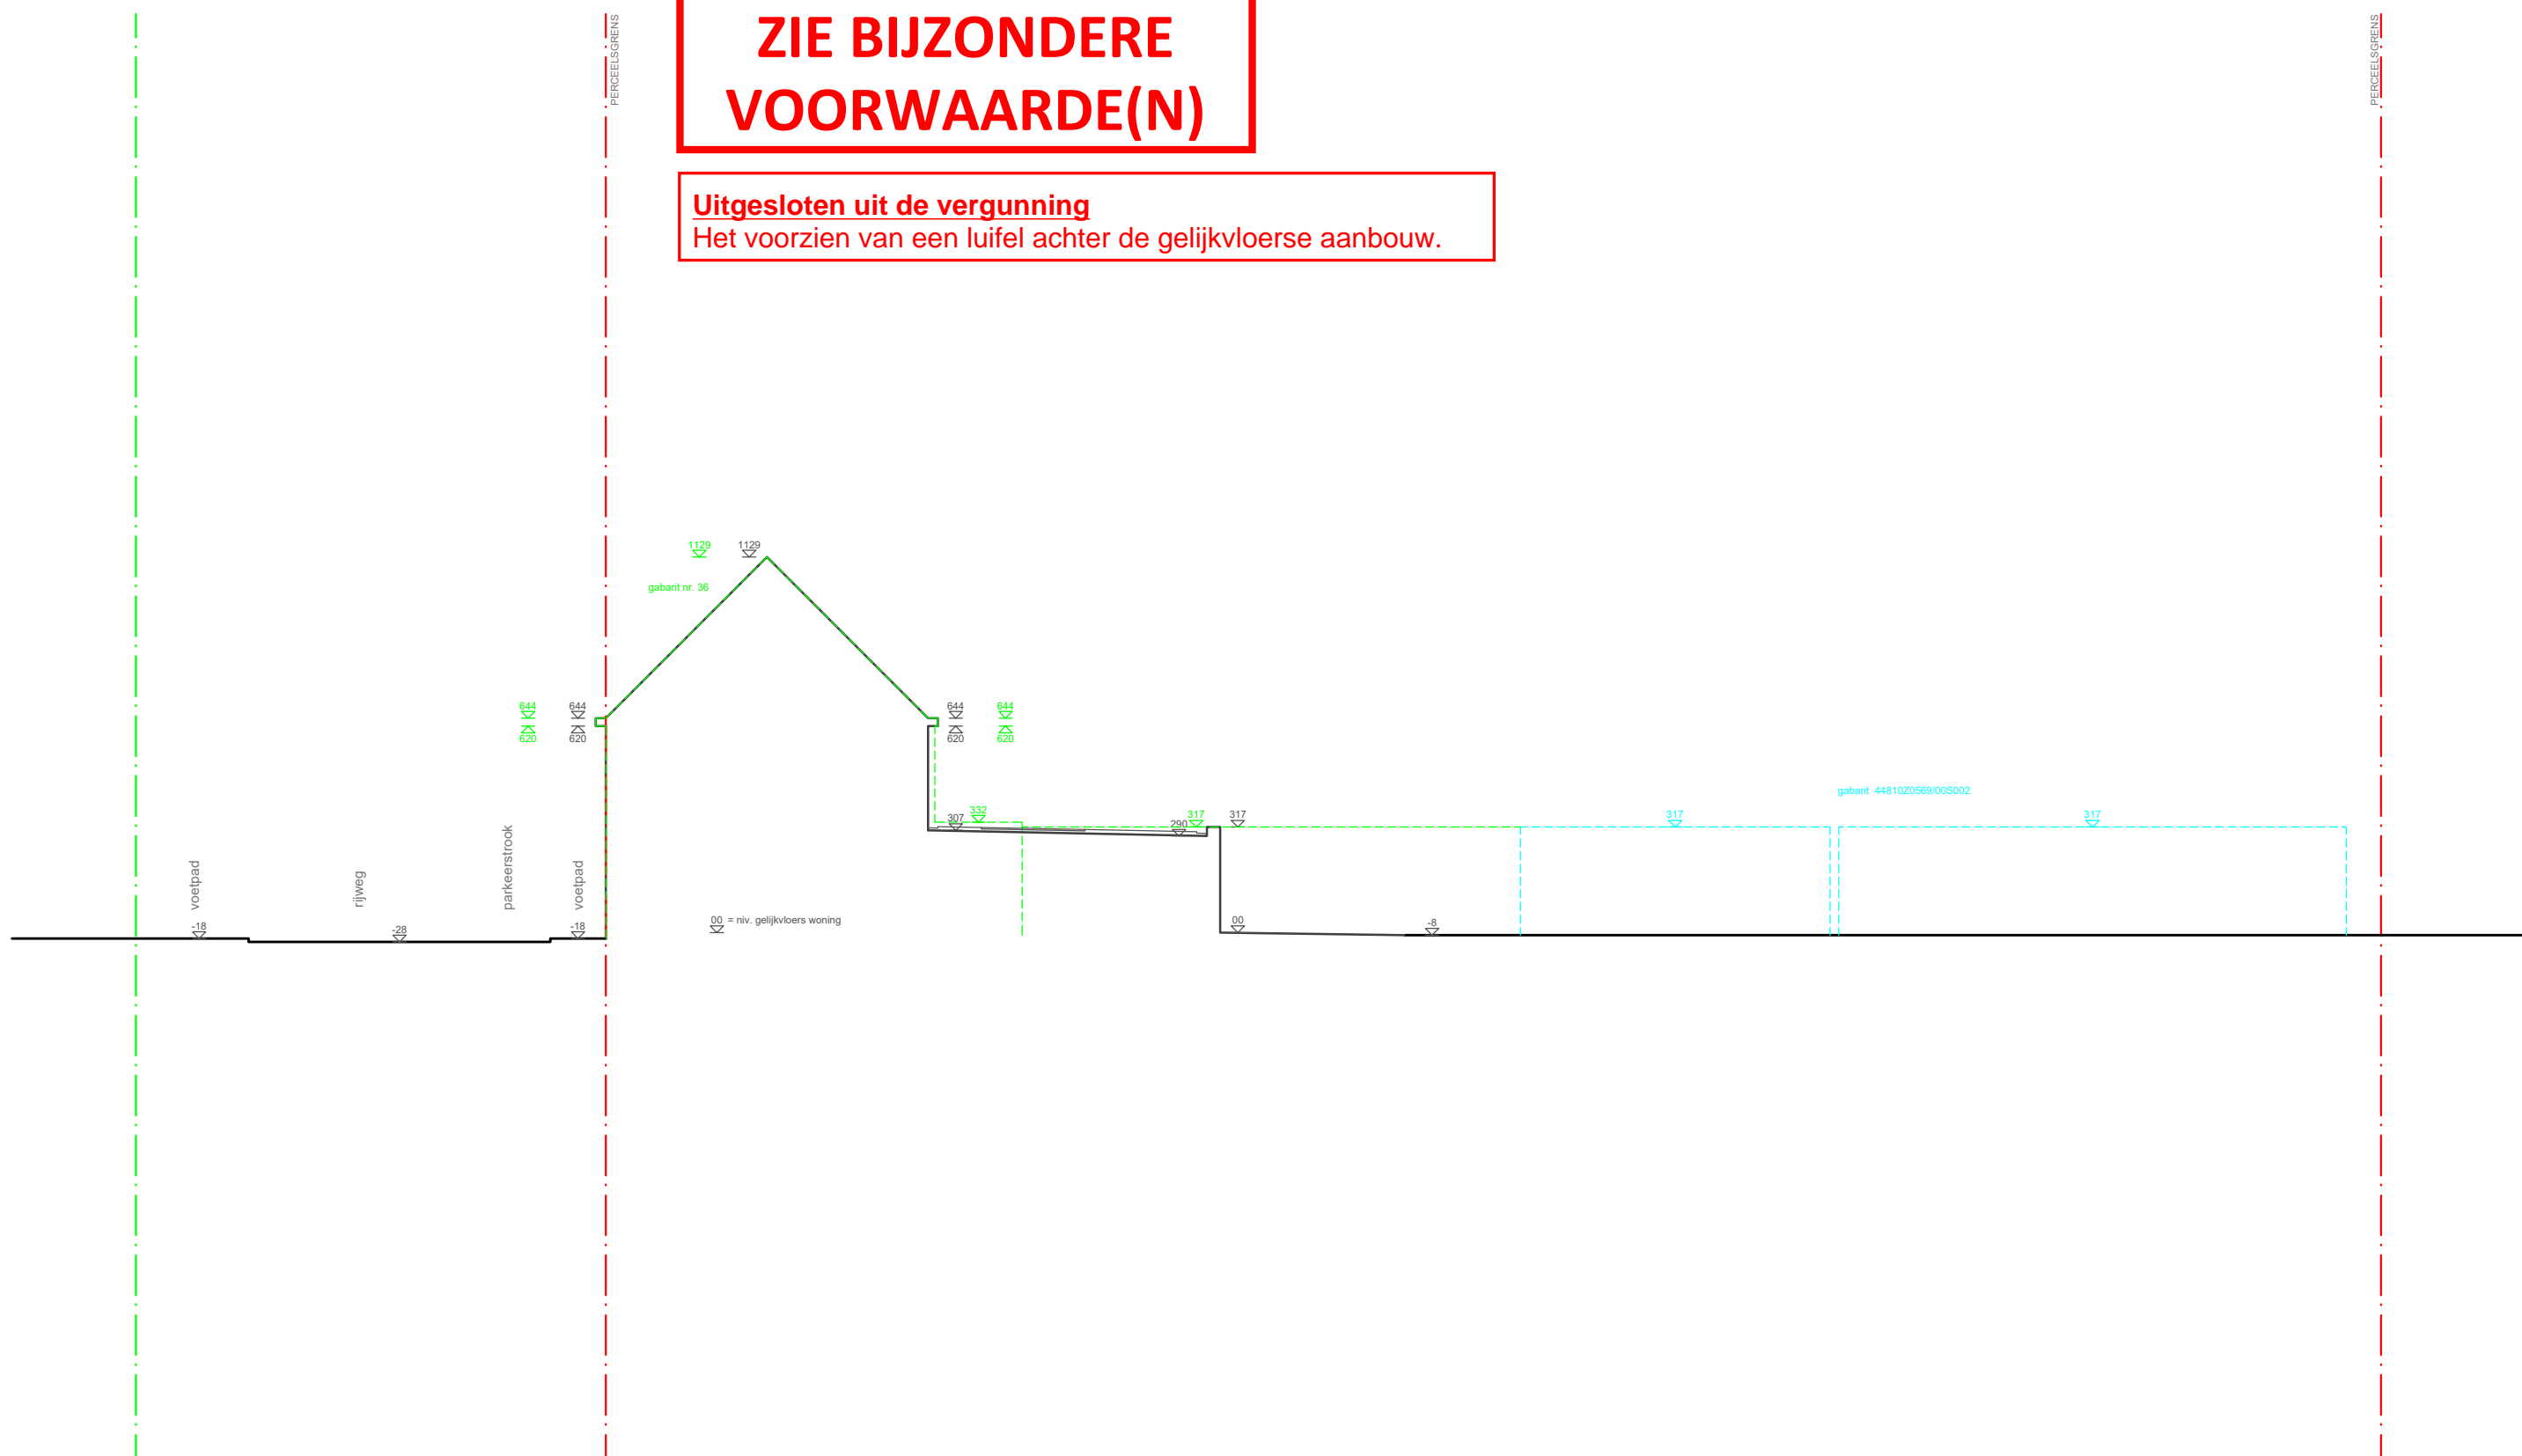 ZIE BIJZONDERE
VOORWAARDE(N)
PERCEELSGRENS
PERCEELSGRENS
Uitgesloten uit de vergunning
Het voorzien van een luifel achter de gelijkvloerse aanbouw.
1129
1129
gabarit nr. 36
644
644
644
644
620
620
620
620
gabarit 44810Z0569/00S002
332
317
317
317
317
307
290
voetpad
rijweg
parkeerstrook
voetpad
00 = niv. gelijkvloers woning
00
-8
-18
-28
-18